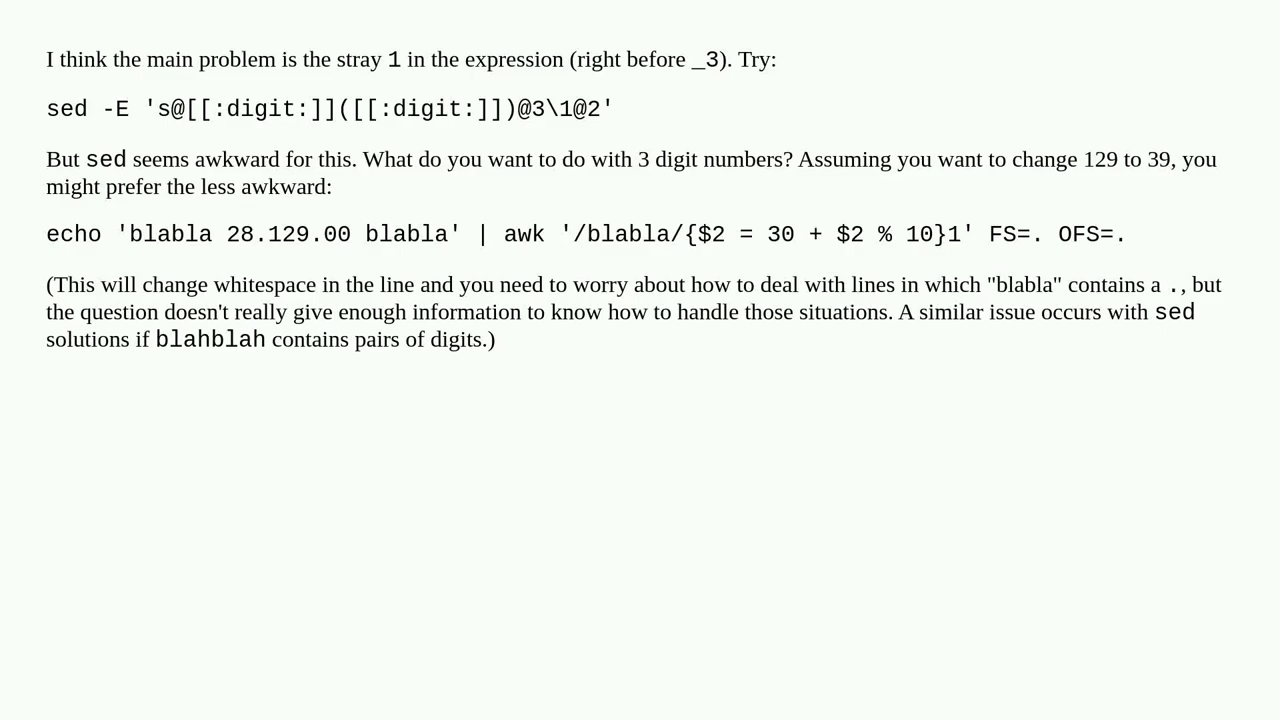 I think the main problem is the stray 1 in the expression (right before _3). Try:
sed -E 's@[[:digit:]]([[:digit:]])@3\1@2'
But sed seems awkward for this. What do you want to do with 3 digit numbers? Assuming you want to change 129 to 39, you
might prefer the less awkward:
echo 'blabla 28.129.00 blabla' | awk '/blabla/{$2 = 30 + $2 % 10}1' FS=. OFS=.
(This will change whitespace in the line and you need to worry about how to deal with lines in which "blabla" contains a ., but
the question doesn't really give enough information to know how to handle those situations. A similar issue occurs with sed
solutions if blahblah contains pairs of digits.)